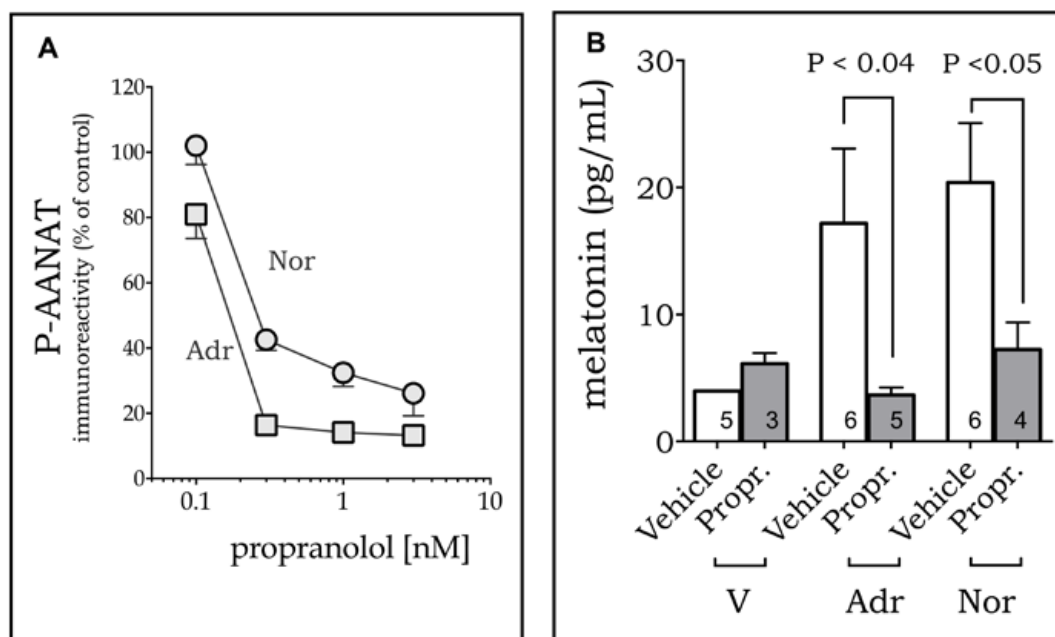 A
P-AANAT
immunoreactivity (% of control)
120
100
80
60
40
20
0
Nor
Adr
0.1
1
10
propranolol [nM]
B
melatonin (pg/mL)
30
20
10
0
P < 0.04
P <0.05
5
3
6
5
6
4
Vehicle
Propr.
Vehicle
Propr.
Vehicle
Propr.
V
Adr
Nor